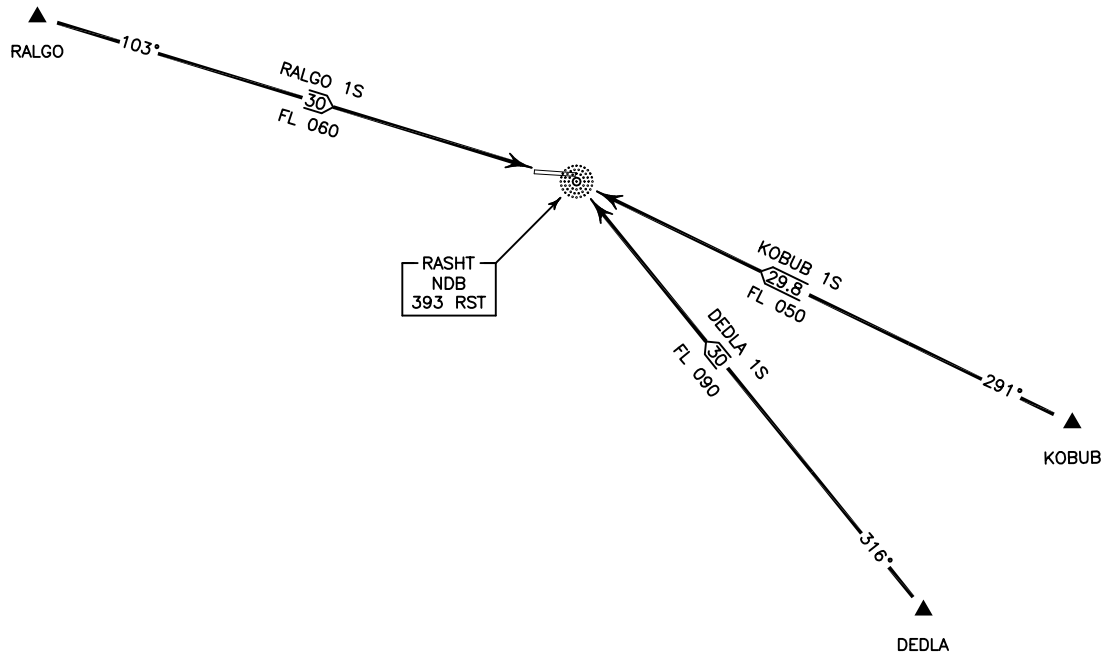 RALGO
103°
RALGO 1S
30
FL 060
RASHT
NDB
393 RST
KOBUB 1S
29.8
FL 050
DEDLA 1S
30
FL 090
291°
KOBUB
316°
DEDLA